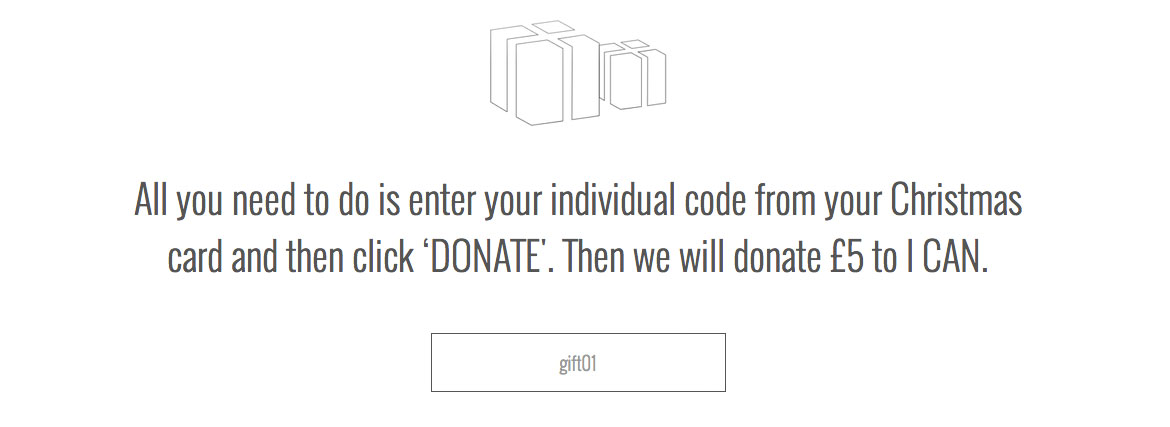 All you need to do is enter your individual code from your Christmas
card and then click ‘DONATE'. Then we will donate £5 to I CAN.
gift01